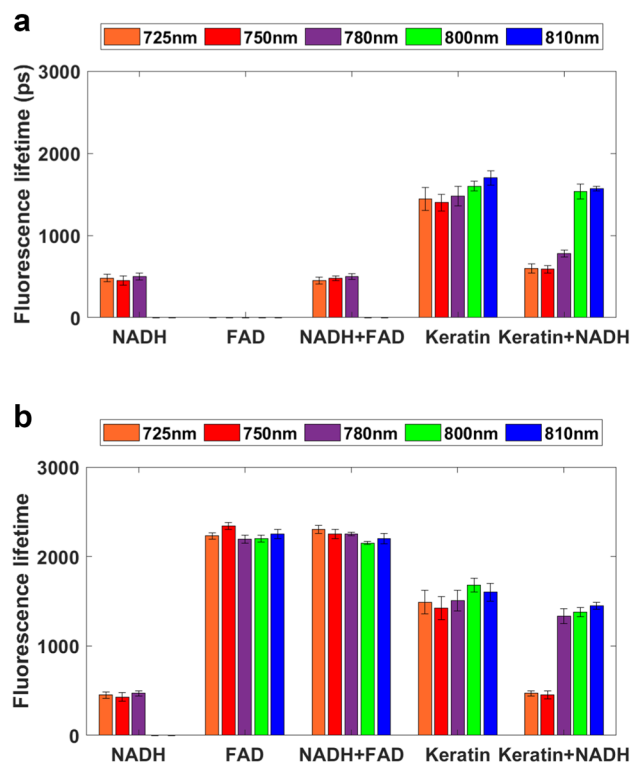 a
725nm 750nm 780nm 800nm 810nm
Fluorescence lifetime (ps)
3000
2000
1000
0
NADH FAD NADH+FAD Keratin Keratin+NADH
b
725nm 750nm 780nm 800nm 810nm
Fluorescence lifetime
3000
2000
1000
0
NADH FAD NADH+FAD Keratin Keratin+NADH